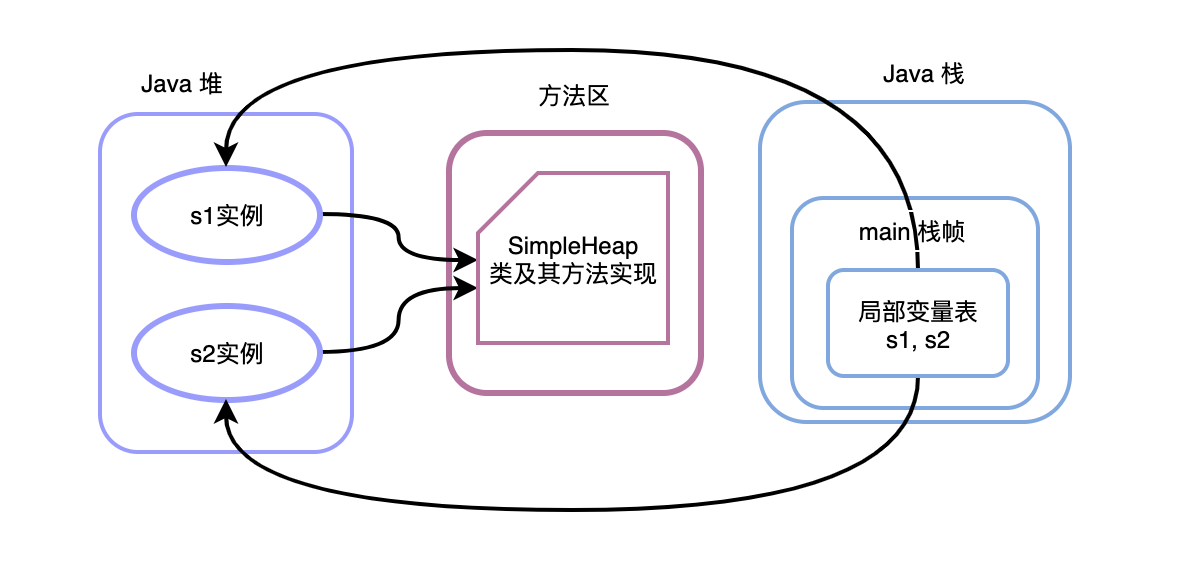 Java 堆
方法区
Java 栈
s1实例
s2实例
SimpleHeap
类及其方法实现
main 栈帧
局部变量表
s1, s2